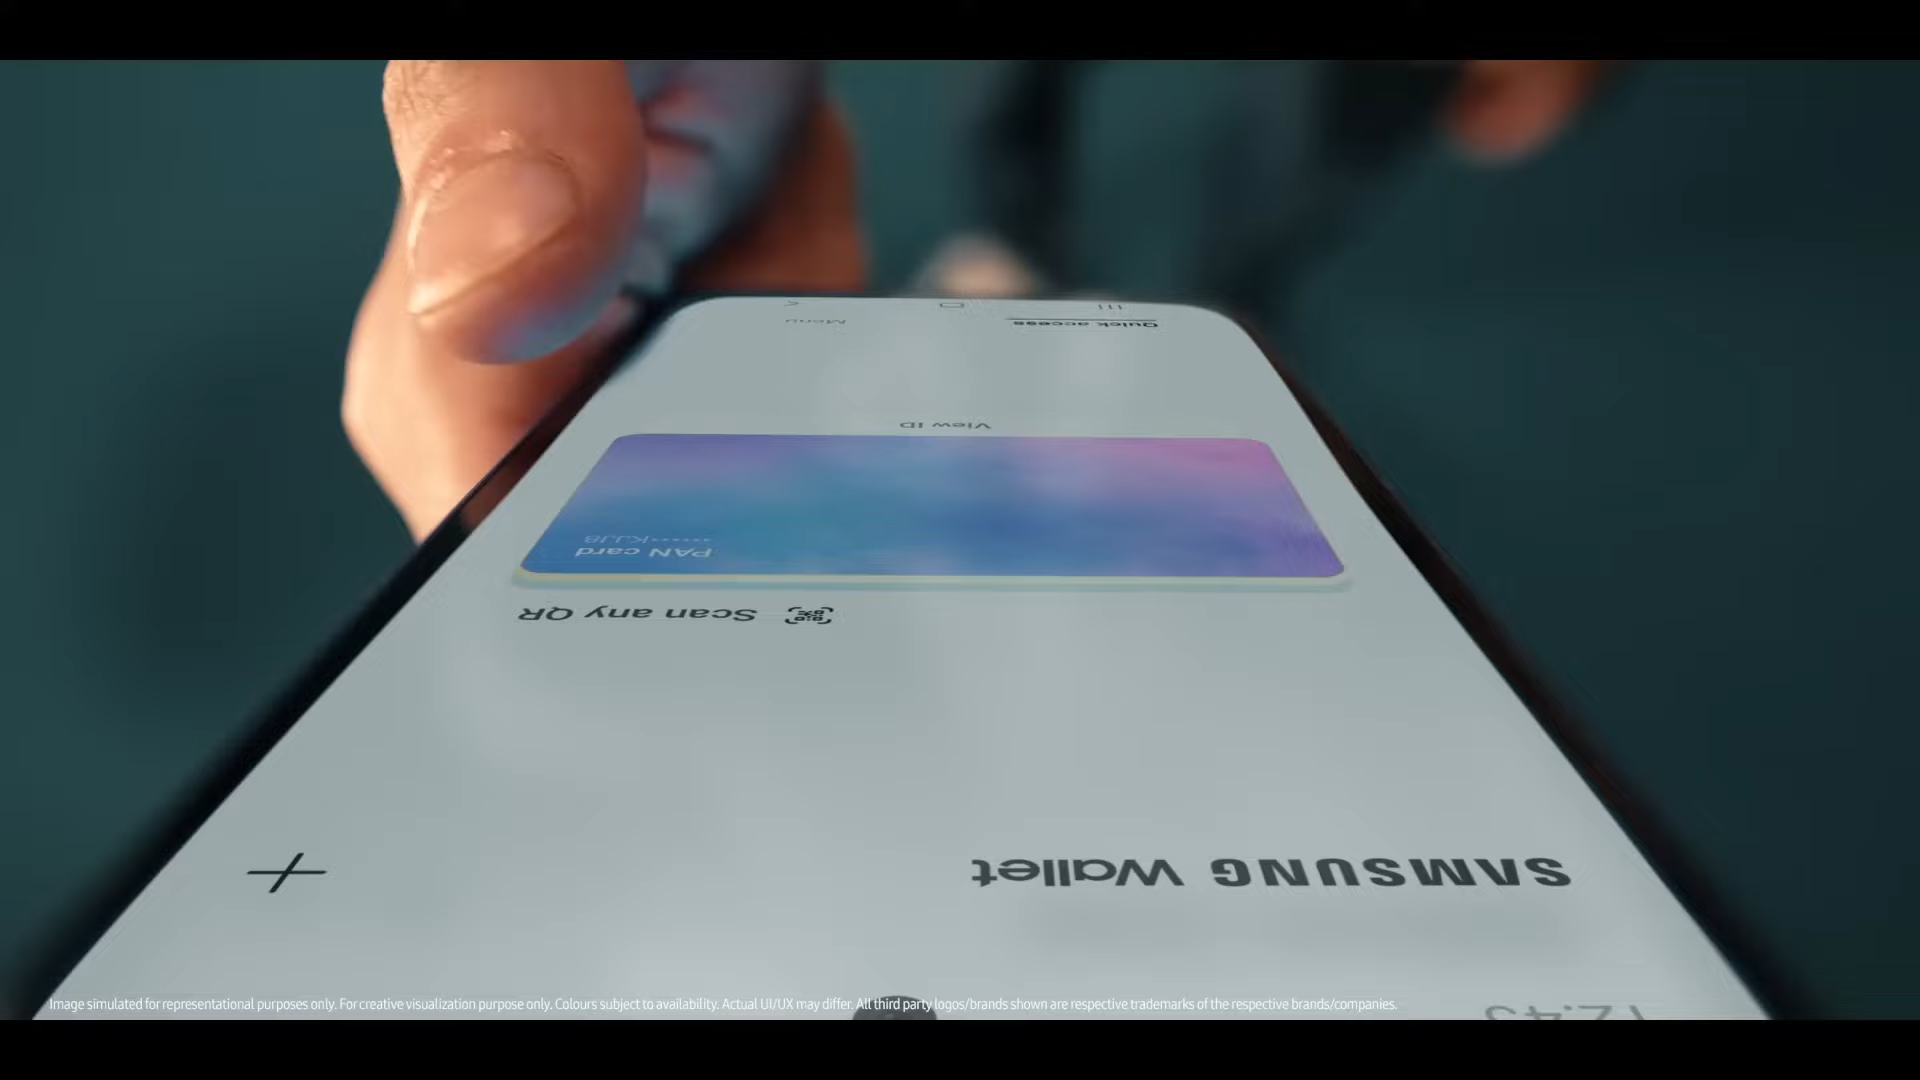 12:45
SAMSUNG Wallet
Scan any QR
PAN card
View ID
Quick access
Menu
Image simulated for representational purposes only. For creative visualization purpose only. Colours subject to availability. Actual UI/UX may differ. All third party logos/brands shown are respective trademarks of the respective brands/companies.